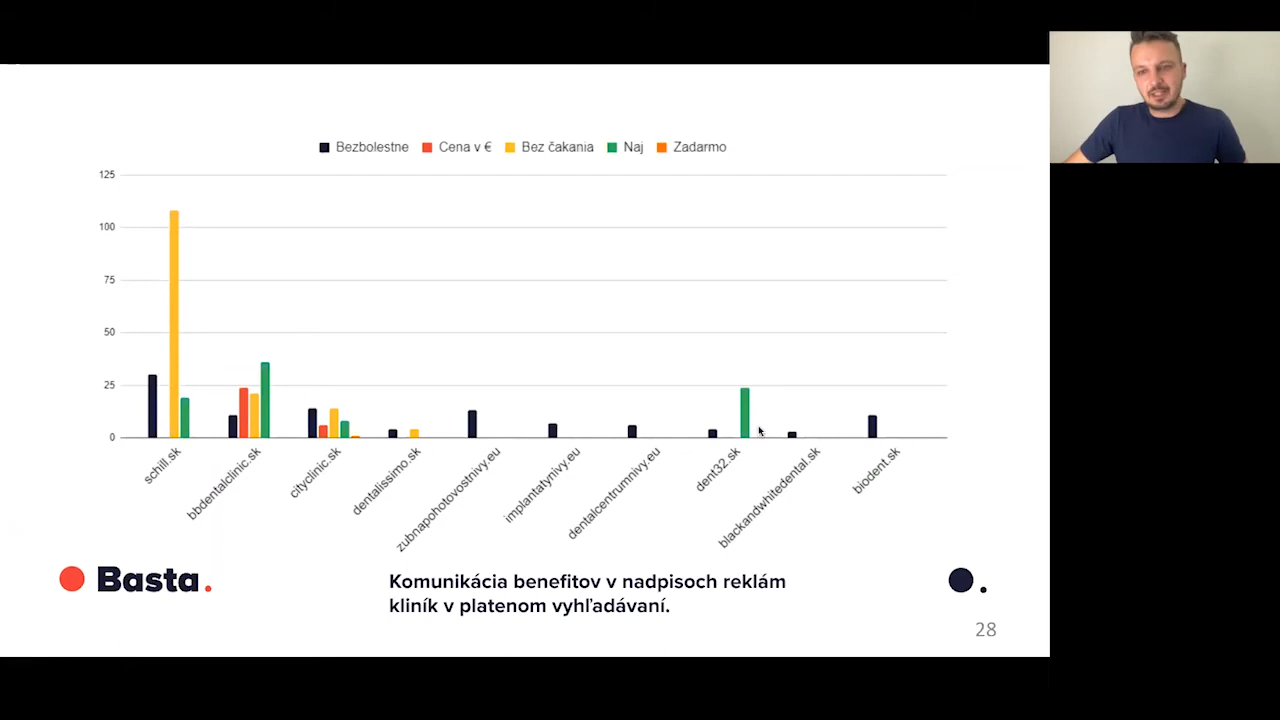 Bezbolestne Cena v € Bez čakania Naj Zadarmo
125
100
75
50
25
0
schill.sk
bbdentalclinic.sk
cityclinic.sk
dentalissimo.sk
zubnapohotovostnivy.eu
implantatynivy.eu
dentalcentrumnivy.eu
dent32.sk
blackandwhitedental.sk
biodent.sk
Basta.
Komunikácia benefitov v nadpisoch reklám
kliník v platenom vyhľadávaní.
28